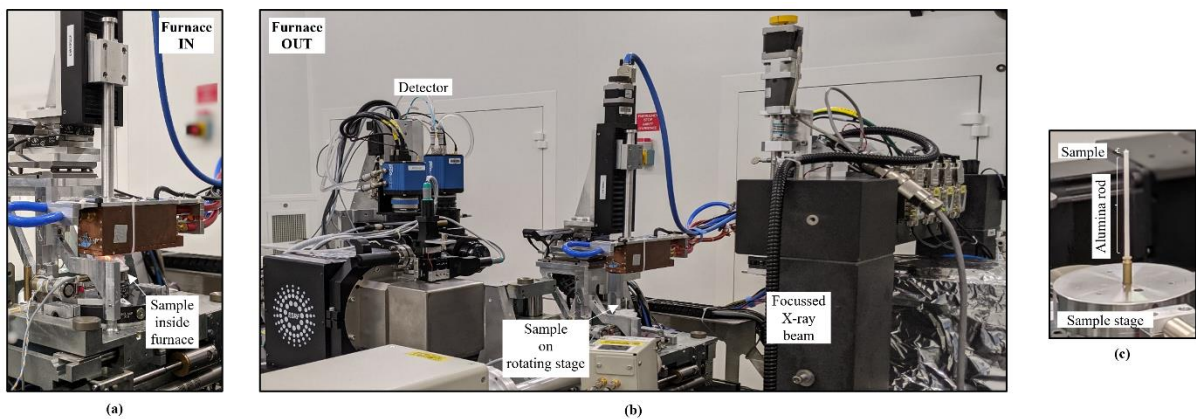 Furnace
IN
Sample
inside
furnace
(a)
Furnace
OUT
Detector
Sample
on
rotating stage
Focussed
X-ray
beam
(b)
Sample
Alumina rod
Sample stage
(c)